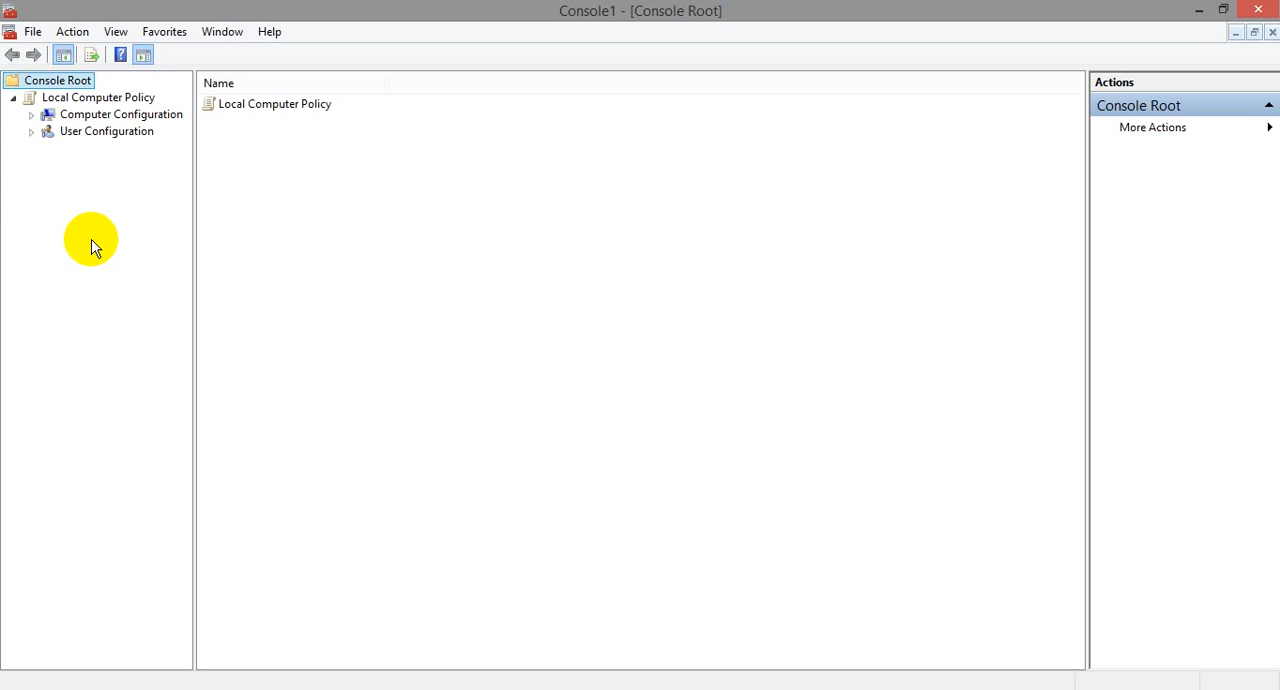 Console1 - [Console Root]
File Action View Favorites Window Help
Console Root
Local Computer Policy
Computer Configuration
User Configuration
Name
Local Computer Policy
Actions
Console Root
More Actions